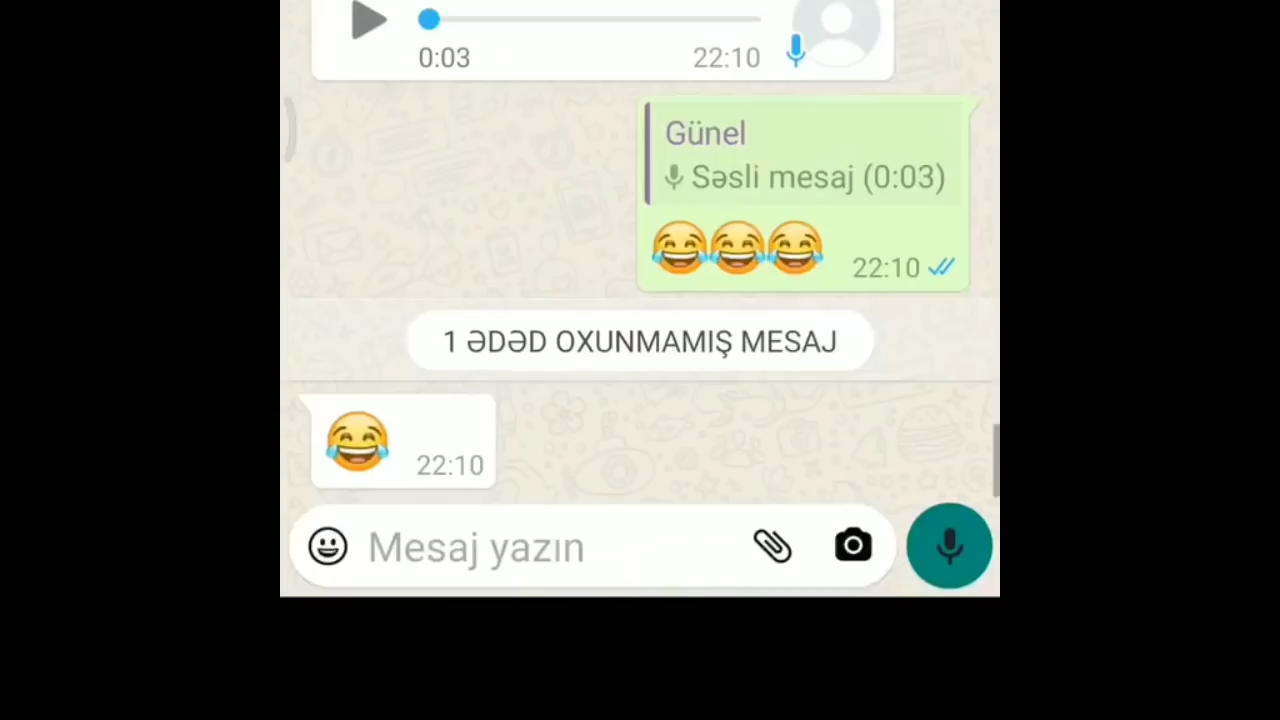 0:03 22:10
Günel
Səsli mesaj (0:03)
😂😂😂 22:10
1 ƏDƏD OXUNMAMIŞ MESAJ
😂 22:10
Mesaj yazın